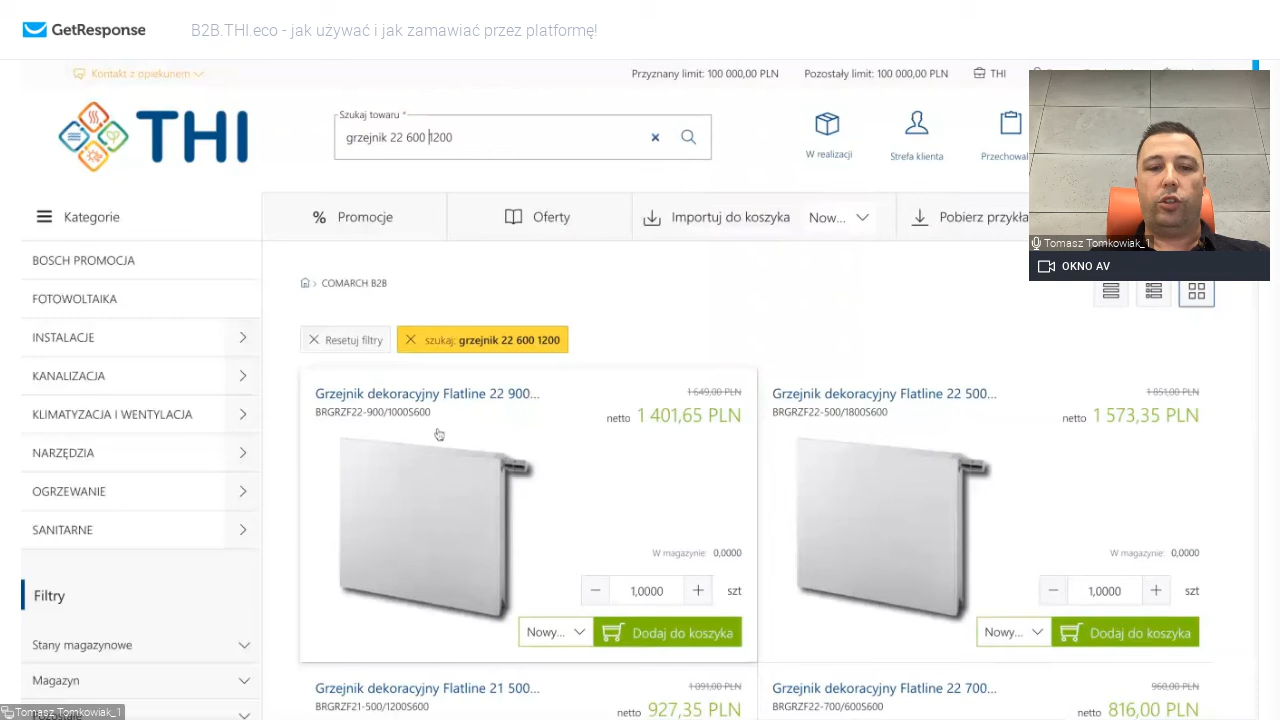 GetResponse
B2B.THI.eco - jak używać i jak zamawiać przez platformę!
Kontakt z opiekunem
Przyznany limit: 100 000,00 PLN
Pozostały limit: 100 000,00 PLN
THI
THI
Szukaj towaru *
grzejnik 22 600 1200
W realizacji
Strefa klienta
Przechowal
Tomasz Tomkowiak_1
OKNO AV
Kategorie
Promocje
Oferty
Importuj do koszyka
Now...
Pobierz przykła
BOSCH PROMOCJA
FOTOWOLTAIKA
INSTALACJE
KANALIZACJA
KLIMATYZACJA I WENTYLACJA
NARZĘDZIA
OGRZEWANIE
SANITARNE
Filtry
Stany magazynowe
Magazyn
Tomasz Tomkowiak_1
COMARCH B2B
Resetuj filtry
szukaj: grzejnik 22 600 1200
Grzejnik dekoracyjny Flatline 22 900...
BRGRZF22-900/1000S600
1 649,00 PLN
netto 1 401,65 PLN
W magazynie: 0,0000
1,0000 szt
Nowy...
Dodaj do koszyka
Grzejnik dekoracyjny Flatline 22 500...
BRGRZF22-500/1800S600
1 851,00 PLN
netto 1 573,35 PLN
W magazynie: 0,0000
1,0000 szt
Nowy...
Dodaj do koszyka
Grzejnik dekoracyjny Flatline 21 500...
BRGRZF21-500/1200S600
1 091,00 PLN
netto 927,35 PLN
Grzejnik dekoracyjny Flatline 22 700...
BRGRZF22-700/600S600
960,00 PLN
netto 816,00 PLN